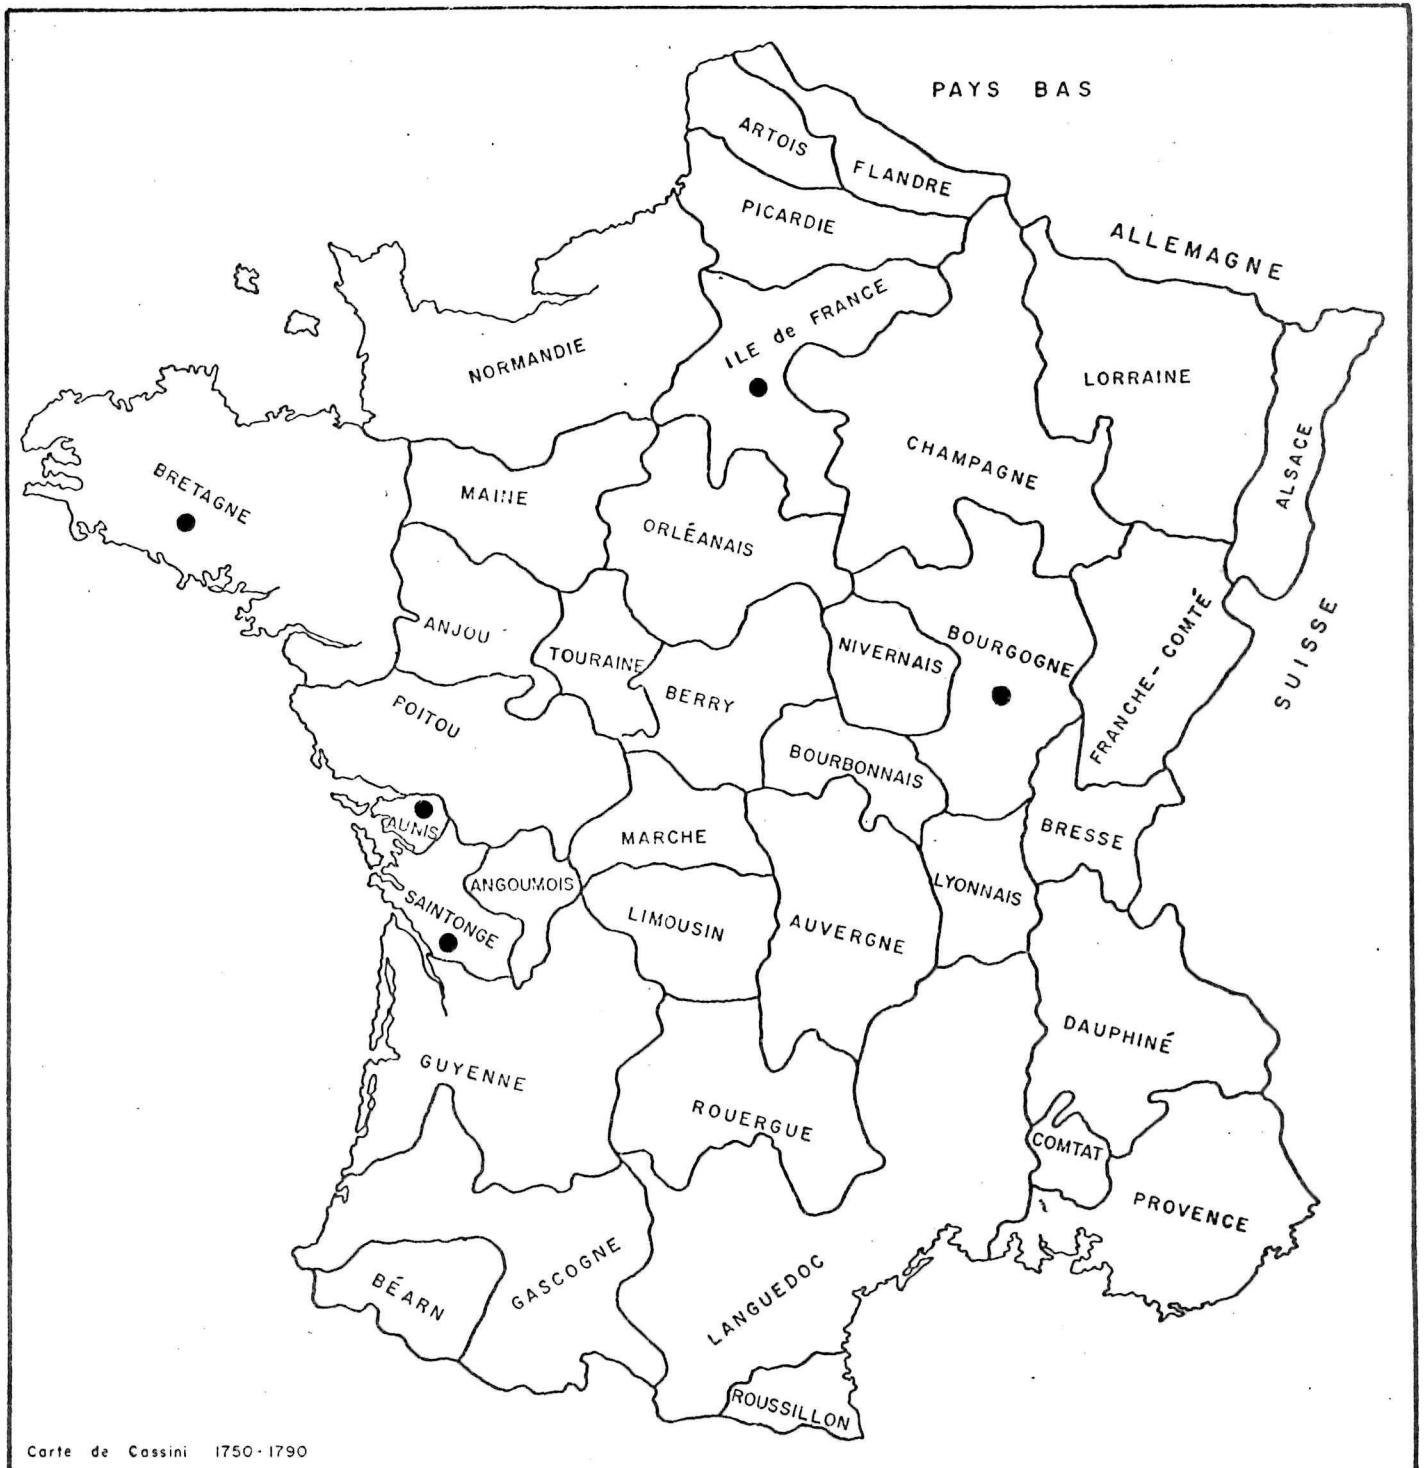 PAYS BAS
ARTOIS
FLANDRE
PICARDIE
ALLEMAGNE
ILE de FRANCE
NORMANDIE
LORRAINE
CHAMPAGNE
ALSACE
BRETAGNE
MAINE
ORLÉANAIS
ANJOU
TOURAINE
BERRY
NIVERNAIS
BOURGOGNE
FRANCHE-COMTÉ
SUISSE
POITOU
BOURBONNAIS
AUNIS
MARCHE
BRESSE
ANGOUMOIS
LYONNAIS
SAINTONGE
LIMOUSIN
AUVERGNE
DAUPHINÉ
GUYENNE
ROUERGUE
COMTAT
PROVENCE
BÉARN
GASCOGNE
LANGUEDOC
ROUSSILLON
Carte de Cassini 1750-1790